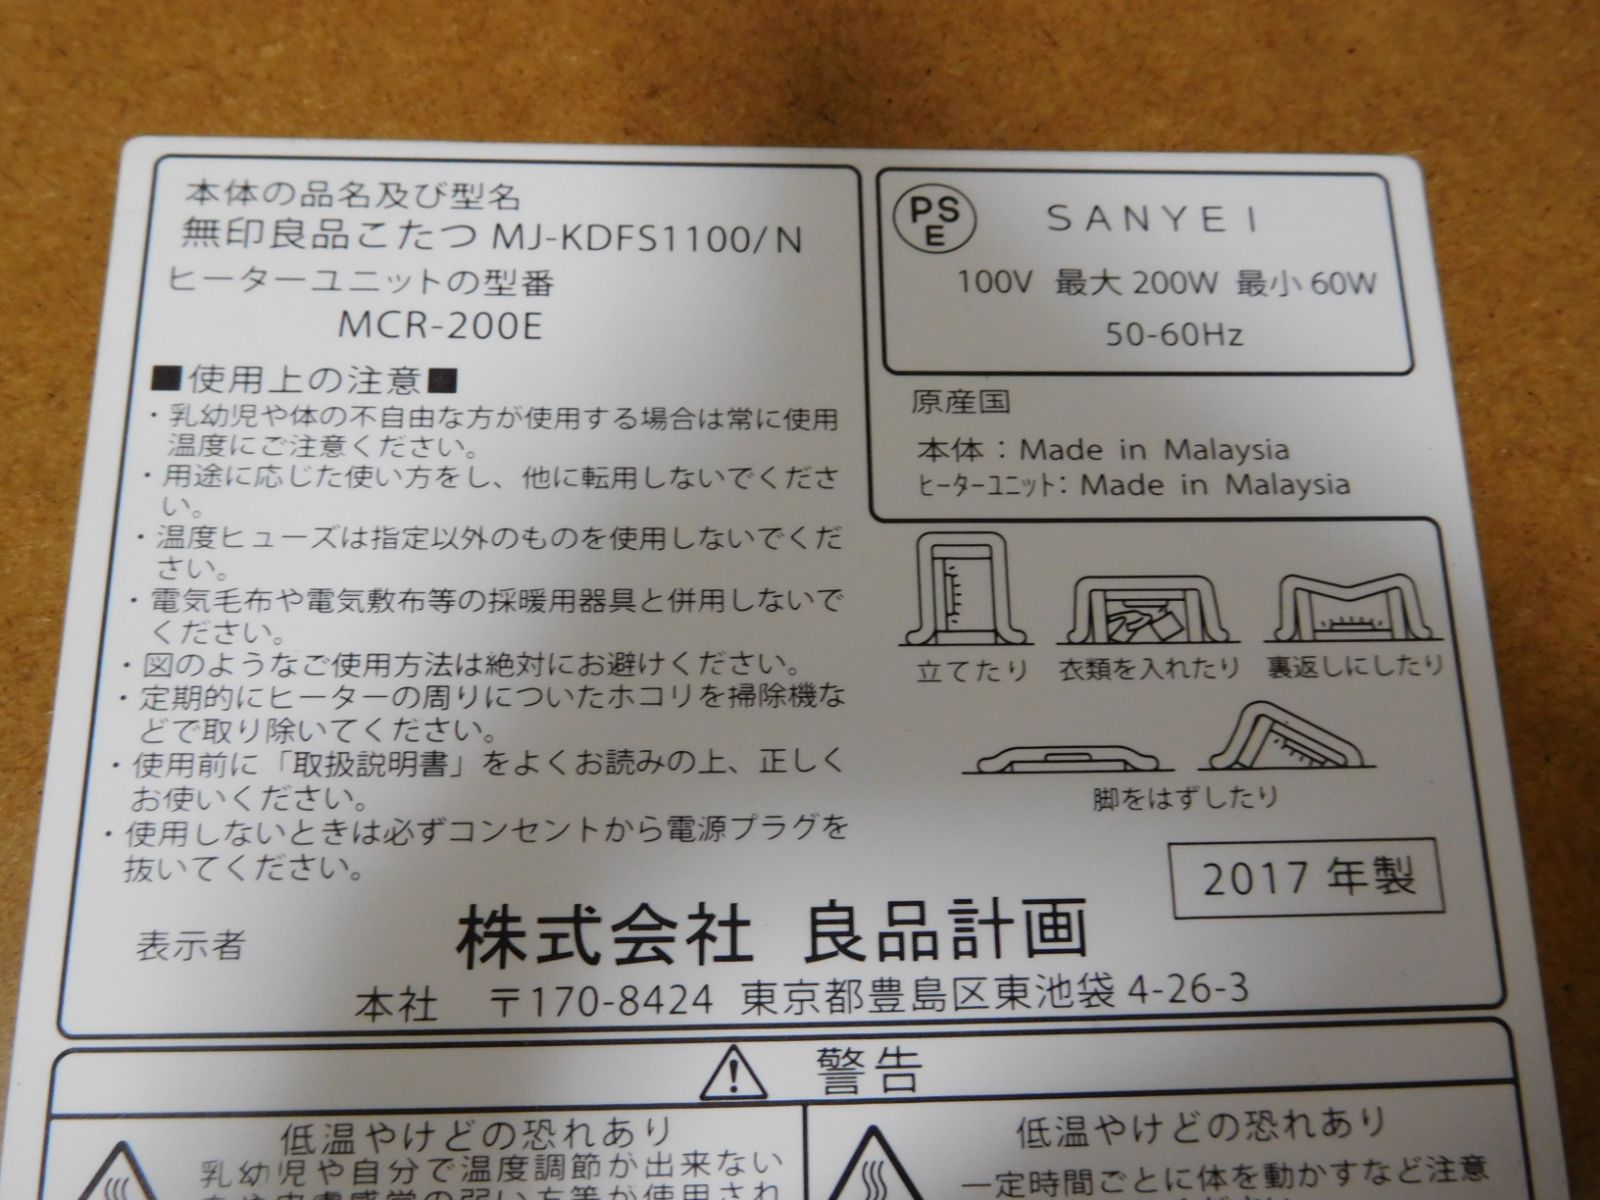 本体の品名及び型名
無印良品こたつ MJ-KDFS1100/N
ヒーターユニットの型番
MCR-200E
■使用上の注意■
・乳幼児や体の不自由な方が使用する場合は常に使用
温度にご注意ください。
・用途に応じた使い方をし、他に転用しないでくださ
い。
・温度ヒューズは指定以外のものを使用しないでくだ
さい。
・電気毛布や電気敷布等の採暖用器具と併用しないで
ください。
・図のようなご使用方法は絶対にお避けください。
・定期的にヒーターの周りについたホコリを掃除機な
どで取り除いてください。
・使用前に「取扱説明書」をよくお読みの上、正しく
お使いください。
・使用しないときは必ずコンセントから電源プラグを
抜いてください。
PS
E
SANYEI
100V 最大 200W 最小 60W
50-60Hz
原産国
本体：Made in Malaysia
ﾋｰﾀｰﾕﾆｯﾄ：Made in Malaysia
立てたり 衣類を入れたり 裏返しにしたり
脚をはずしたり
2017 年製
表示者 株式会社 良品計画
本社 〒170-8424 東京都豊島区東池袋 4-26-3
警告
低温やけどの恐れあり
乳幼児や自分で温度調節が出来ない
低温やけどの恐れあり
一定時間ごとに体を動かすなど注意